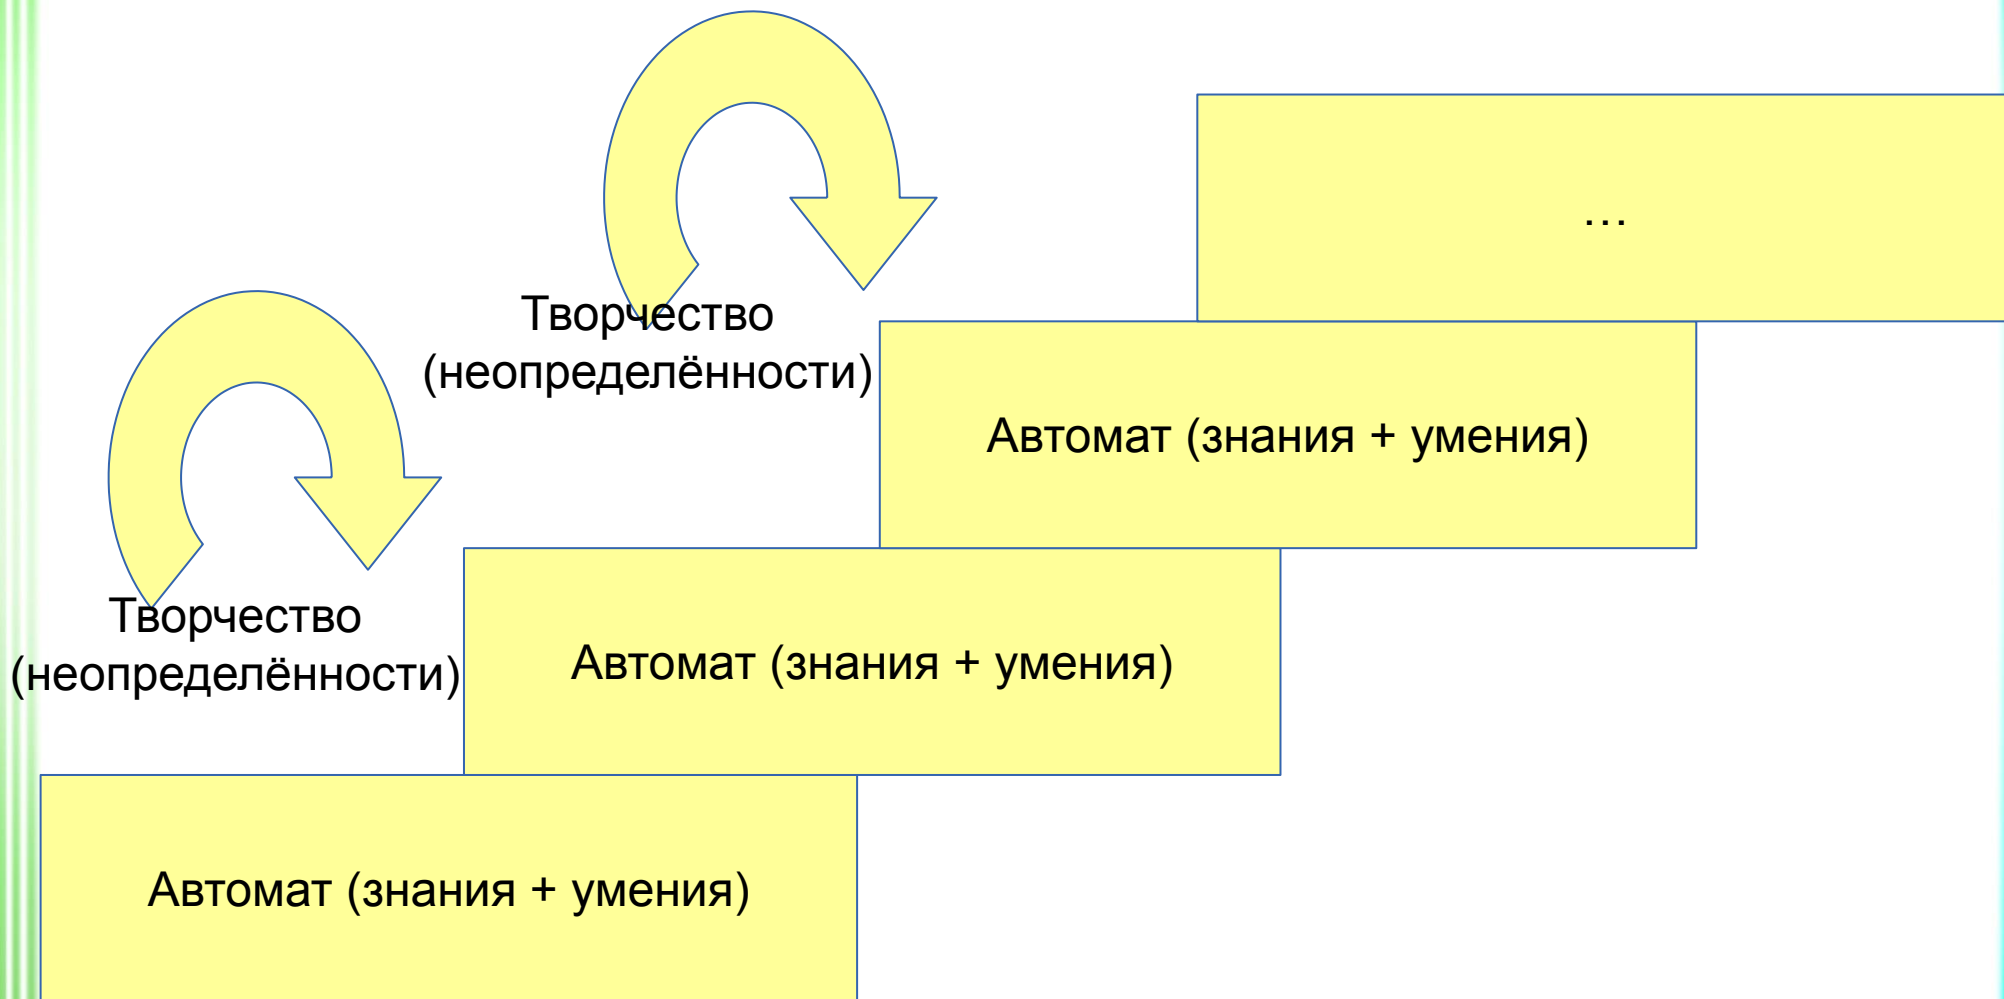 …
Творчество
(неопределённости)
Автомат (знания + умения)
Творчество
(неопределённости)
Автомат (знания + умения)
Автомат (знания + умения)